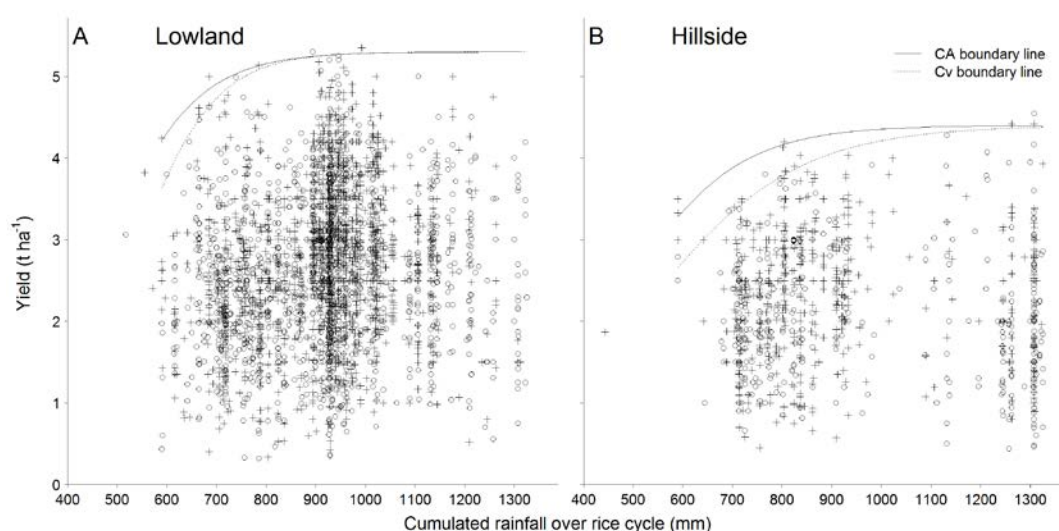 A Lowland
B Hillside
CA boundary line
Cv boundary line
Yield (t ha⁻¹)
5
4
3
2
1
0
400 500 600 700 800 900 1000 1100 1200 1300
400 500 600 700 800 900 1000 1100 1200 1300
Cumulated rainfall over rice cycle (mm)